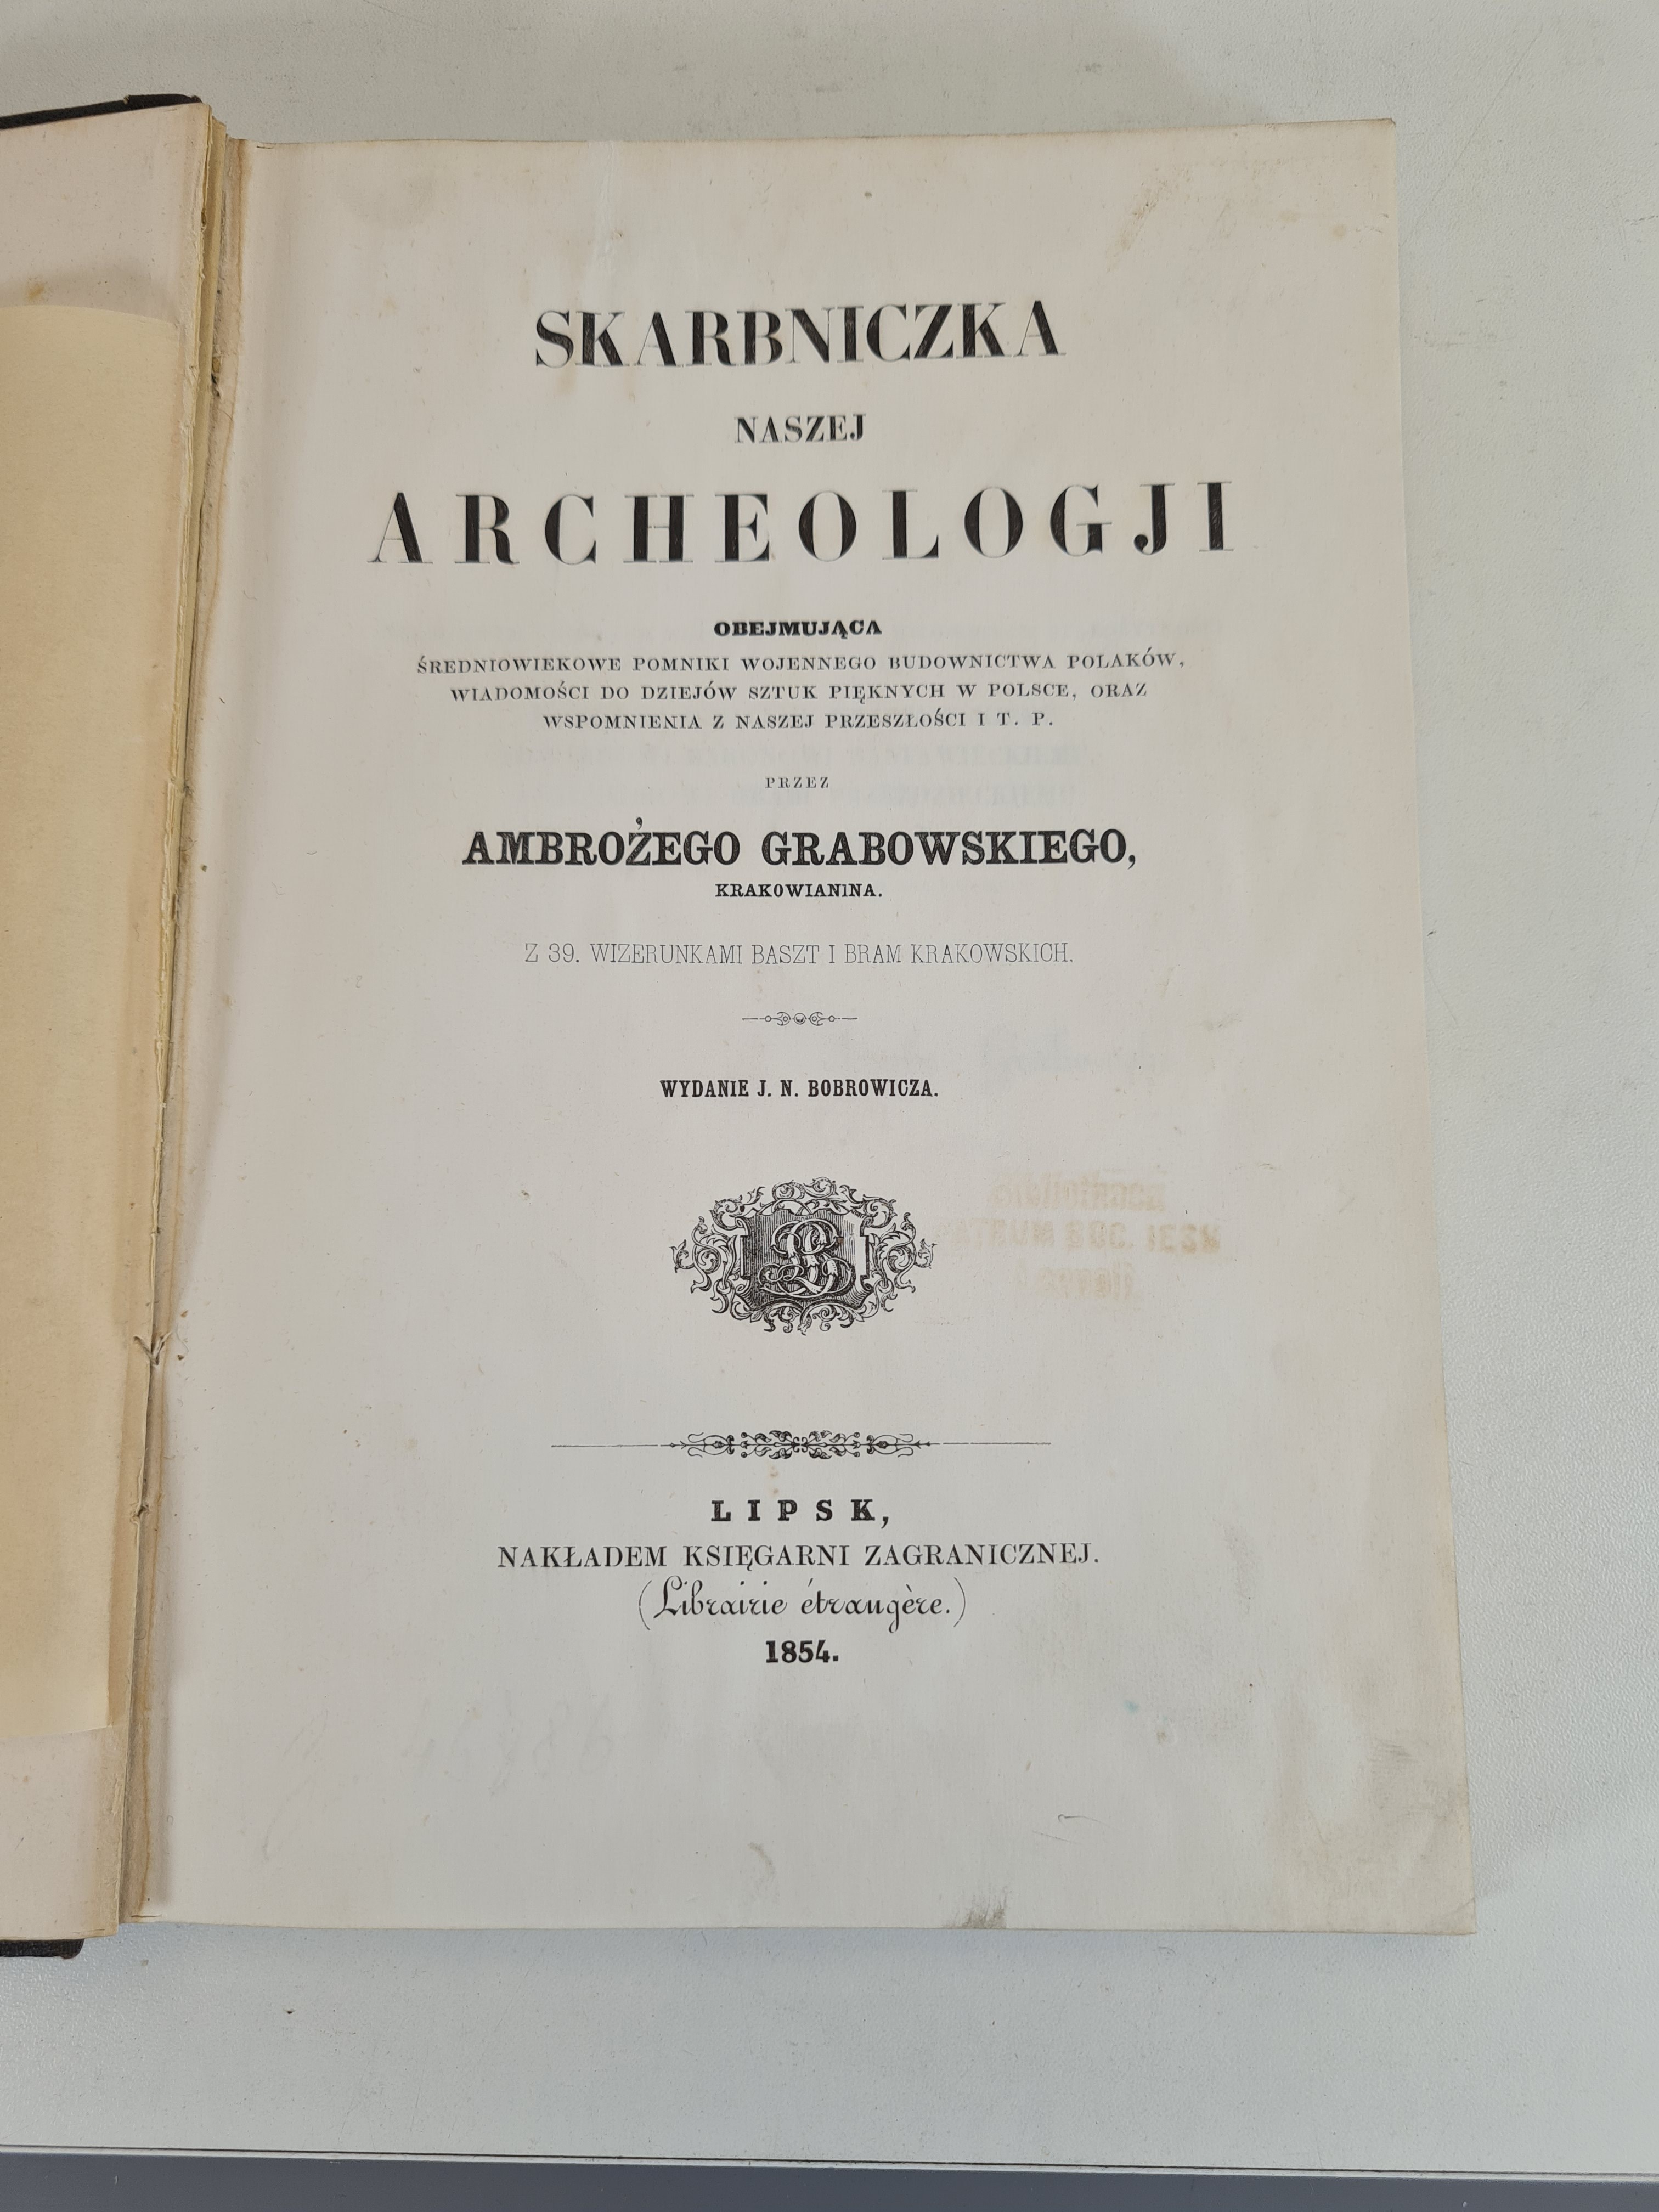 SKARBNICZKA
NASZEJ
ARCHEOLOGJI
OBEJMUJĄCA
ŚREDNIOWIEKOWE POMNIKI WOJENNEGO BUDOWNICTWA POLAKÓW,
WIADOMOŚCI DO DZIEJÓW SZTUK PIĘKNYCH W POLSCE, ORAZ
WSPOMNIENIA Z NASZEJ PRZESZŁOŚCI I T. P.
PRZEZ
AMBROŻEGO GRABOWSKIEGO,
KRAKOWIANINA.
Z 39. WIZERUNKAMI BASZT I BRAM KRAKOWSKICH.
WYDANIE J. N. BOBROWICZA.
LIPSK,
NAKŁADEM KSIĘGARNI ZAGRANICZNEJ.
(Librairie étrangère.)
1854.